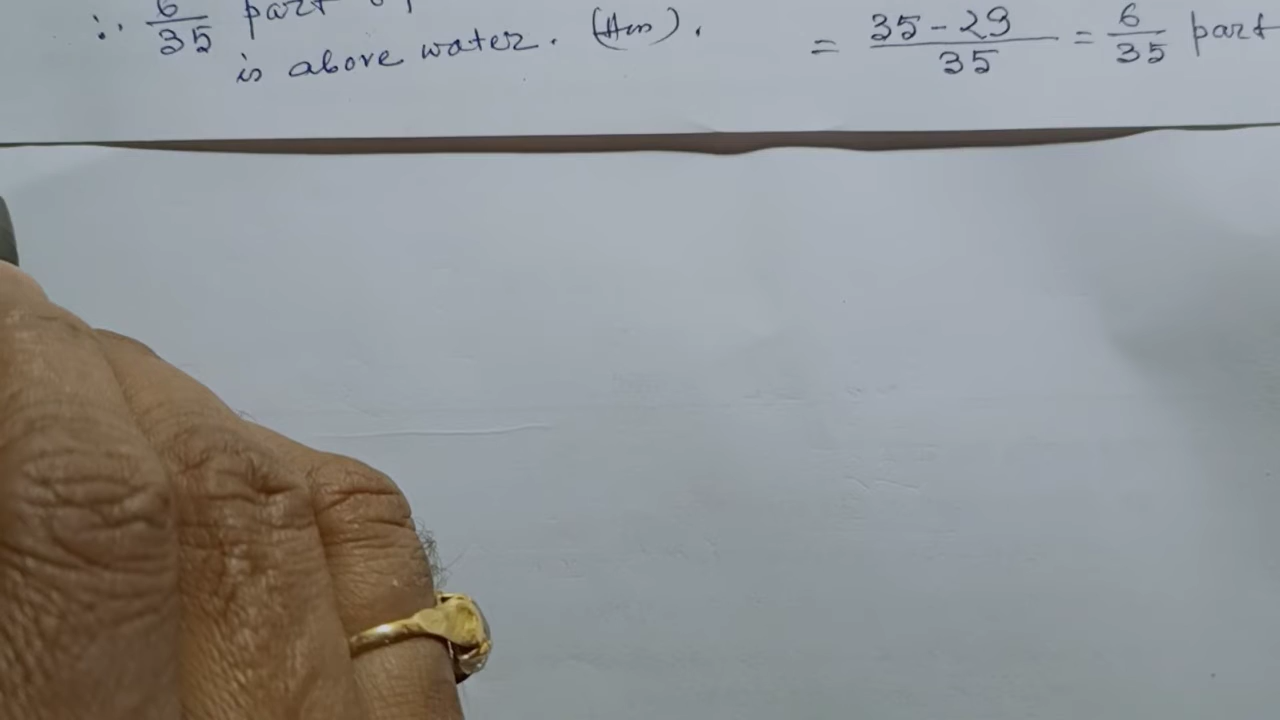 ∴ 6/35 part
is above water. (Ans).
= (35-29)/35 = 6/35 part